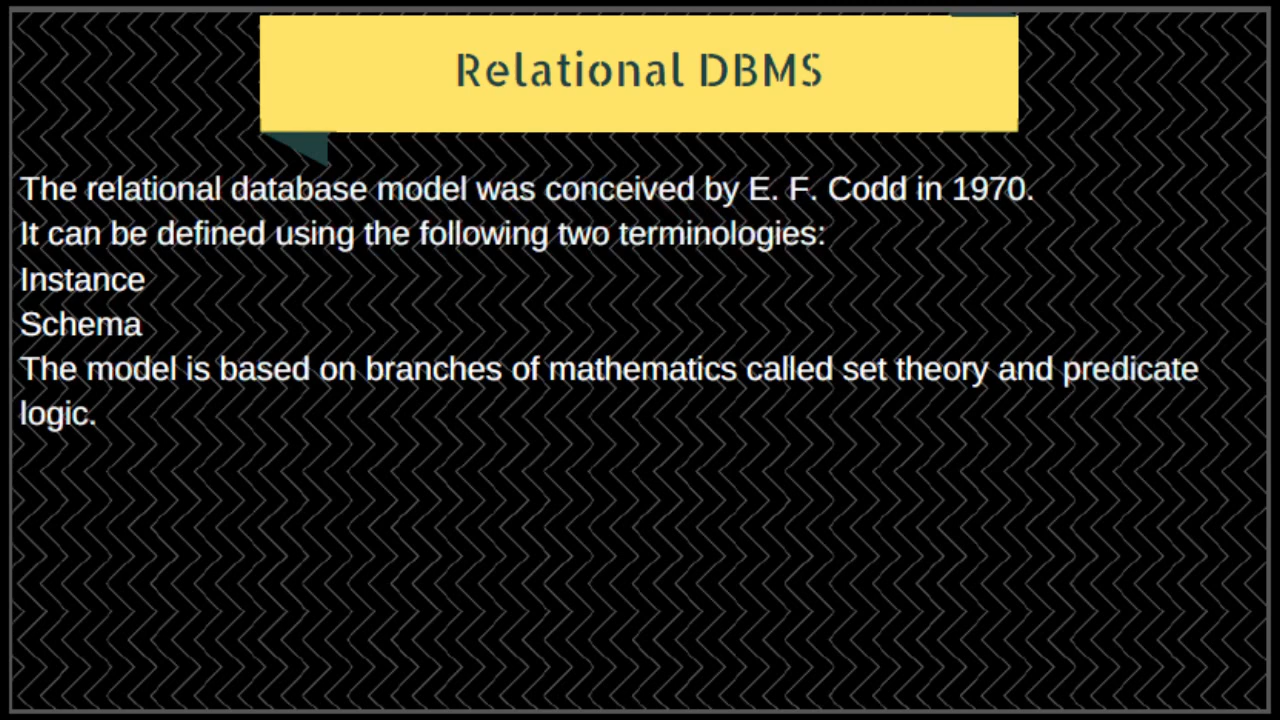 Relational DBMS
The relational database model was conceived by E. F. Codd in 1970.
It can be defined using the following two terminologies:
Instance
Schema
The model is based on branches of mathematics called set theory and predicate
logic.